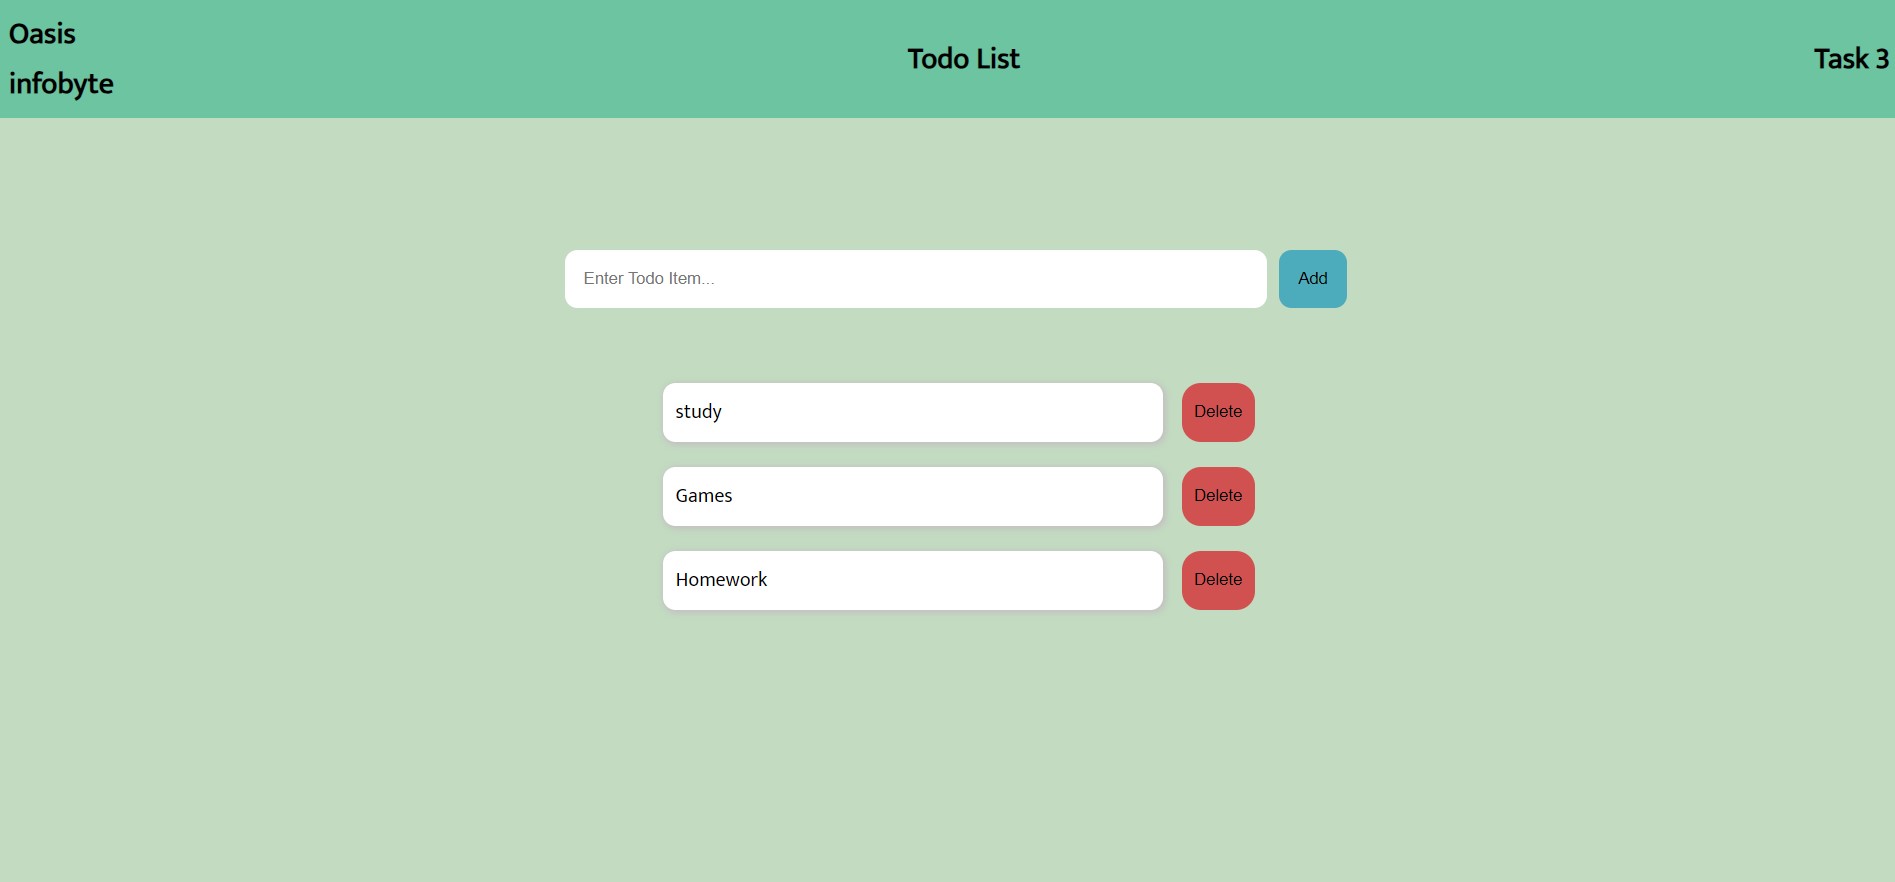 Oasis
infobyte
Todo List
Task 3
Enter Todo Item...
Add
study
Delete
Games
Delete
Homework
Delete